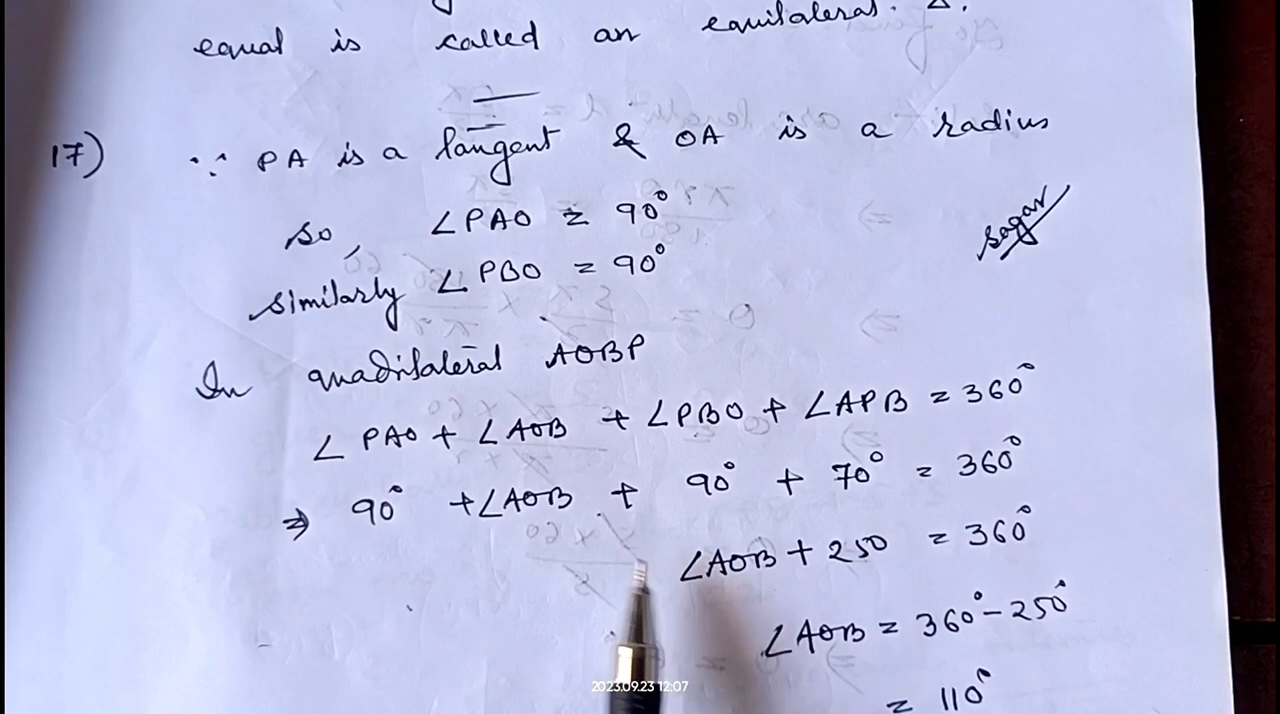 equal is called an equilateral Δ.
17) ∵ PA is a tangent & OA is a radius
so, ∠PAO = 90°
sagar
similarly ∠PBO = 90°
In quadrilateral AOBP
∠PAO + ∠AOB + ∠PBO + ∠APB = 360°
⇒ 90° + ∠AOB + 90° + 70° = 360°
∠AOB + 250 = 360°
∠AOB = 360° - 250°
= 110°
2023.09.23 12:07